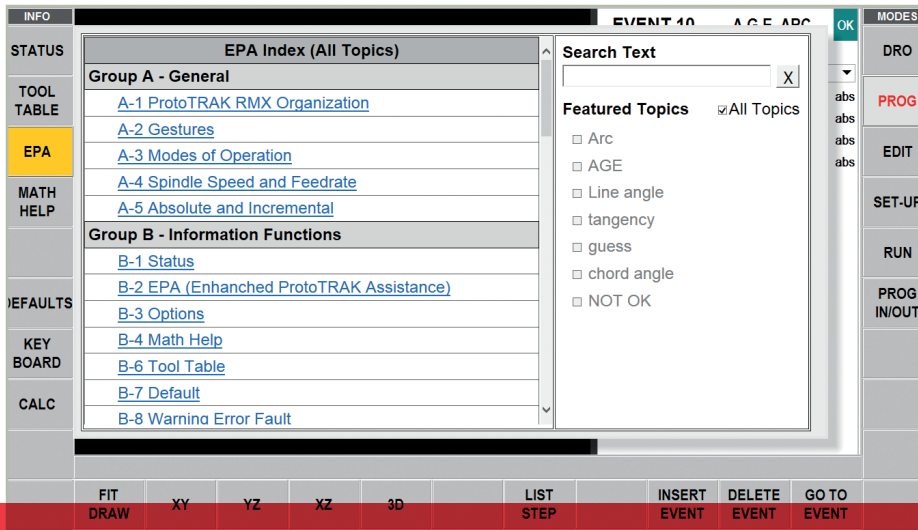 INFO
EVENT 10 A.G.E. ARC
OK
MODES
STATUS
TOOL
TABLE
EPA
MATH
HELP
DEFAULTS
KEY
BOARD
CALC
EPA Index (All Topics)
Group A - General
A-1 ProtoTRAK RMX Organization
A-2 Gestures
A-3 Modes of Operation
A-4 Spindle Speed and Feedrate
A-5 Absolute and Incremental
Group B - Information Functions
B-1 Status
B-2 EPA (Enhanched ProtoTRAK Assistance)
B-3 Options
B-4 Math Help
B-6 Tool Table
B-7 Default
B-8 Warning Error Fault
Search Text
X
Featured Topics
All Topics
Arc
AGE
Line angle
tangency
guess
chord angle
NOT OK
abs
abs
abs
abs
DRO
PROG
EDIT
SET-UP
RUN
PROG
IN/OUT
FIT
DRAW
XY
YZ
XZ
3D
LIST
STEP
INSERT
EVENT
DELETE
EVENT
GO TO
EVENT